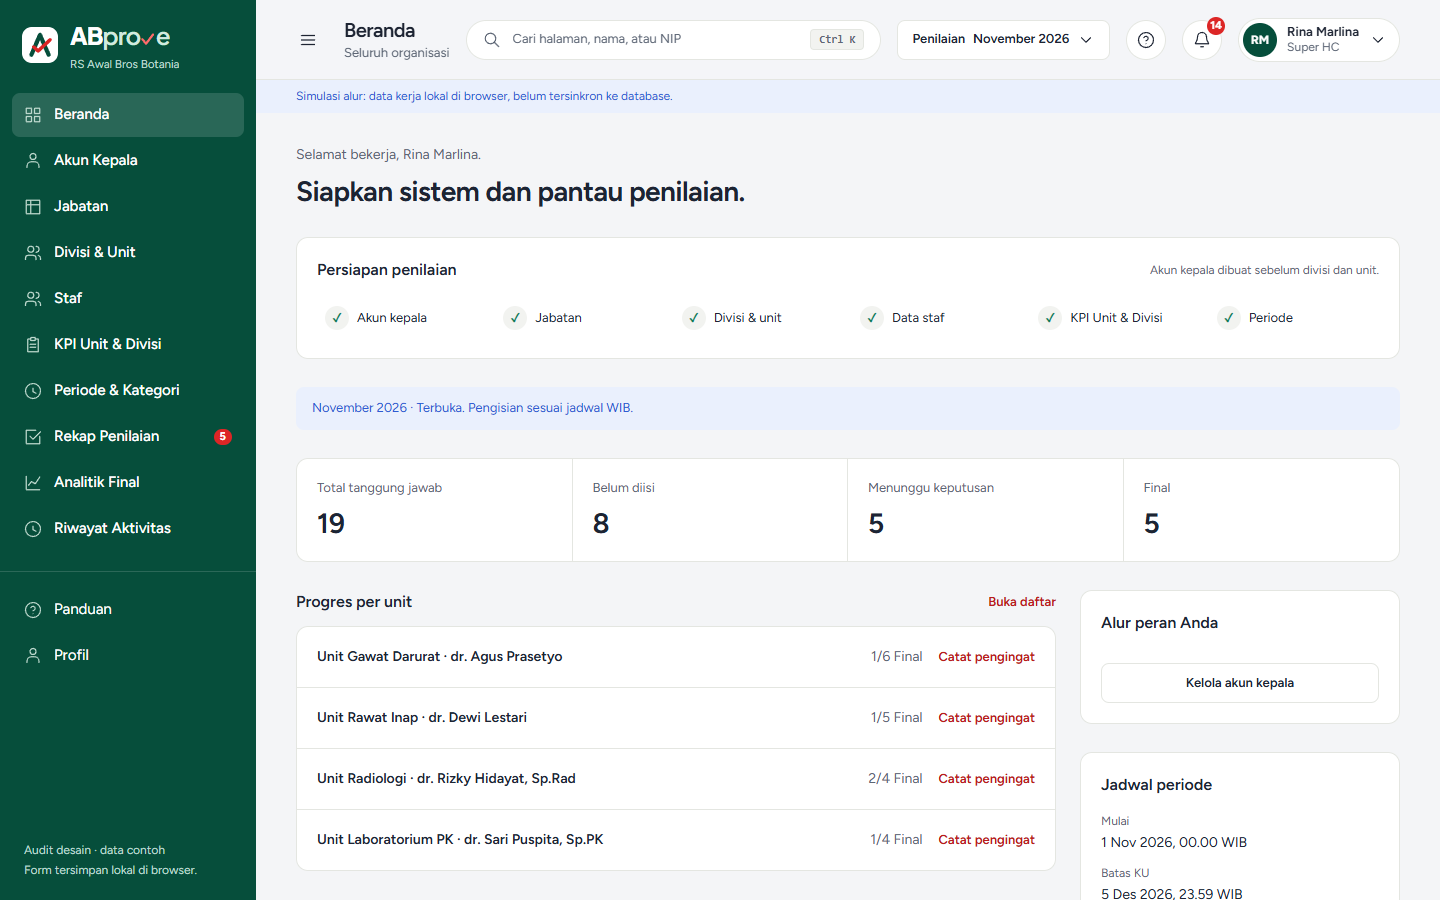 ABprove
RS Awal Bros Botania
Beranda
Akun Kepala
Jabatan
Divisi & Unit
Staf
KPI Unit & Divisi
Periode & Kategori
Rekap Penilaian 5
Analitik Final
Riwayat Aktivitas
Panduan
Profil
Audit desain · data contoh
Form tersimpan lokal di browser.
Beranda
Seluruh organisasi
Cari halaman, nama, atau NIP Ctrl K
Penilaian November 2026
14
RM
Rina Marlina
Super HC
Simulasi alur: data kerja lokal di browser, belum tersinkron ke database.
Selamat bekerja, Rina Marlina.
Siapkan sistem dan pantau penilaian.
Persiapan penilaian
Akun kepala dibuat sebelum divisi dan unit.
✓ Akun kepala ✓ Jabatan ✓ Divisi & unit ✓ Data staf ✓ KPI Unit & Divisi ✓ Periode
November 2026 · Terbuka. Pengisian sesuai jadwal WIB.
Total tanggung jawab
19
Belum diisi
8
Menunggu keputusan
5
Final
5
Progres per unit Buka daftar
Unit Gawat Darurat · dr. Agus Prasetyo 1/6 Final Catat pengingat
Unit Rawat Inap · dr. Dewi Lestari 1/5 Final Catat pengingat
Unit Radiologi · dr. Rizky Hidayat, Sp.Rad 2/4 Final Catat pengingat
Unit Laboratorium PK · dr. Sari Puspita, Sp.PK 1/4 Final Catat pengingat
Alur peran Anda
Kelola akun kepala
Jadwal periode
Mulai
1 Nov 2026, 00.00 WIB
Batas KU
5 Des 2026, 23.59 WIB